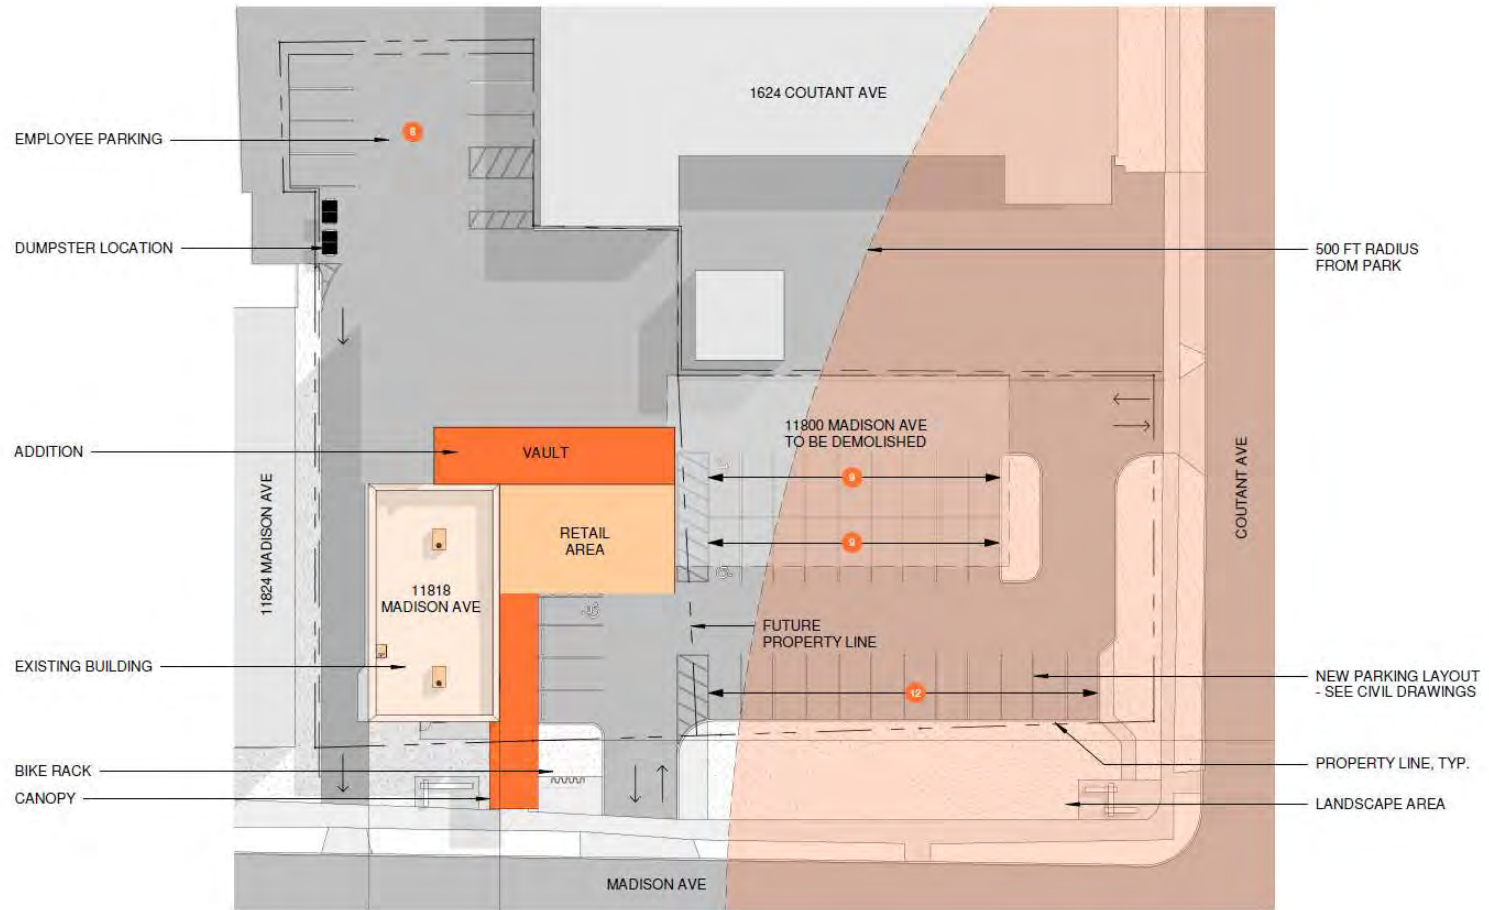 1624 COUTANT AVE
EMPLOYEE PARKING
8
DUMPSTER LOCATION
500 FT RADIUS
FROM PARK
11800 MADISON AVE
TO BE DEMOLISHED
ADDITION
VAULT
9
COUTANT AVE
11824 MADISON AVE
RETAIL
AREA
9
11818
MADISON AVE
FUTURE
PROPERTY LINE
EXISTING BUILDING
NEW PARKING LAYOUT
- SEE CIVIL DRAWINGS
12
BIKE RACK
PROPERTY LINE, TYP.
CANOPY
LANDSCAPE AREA
MADISON AVE